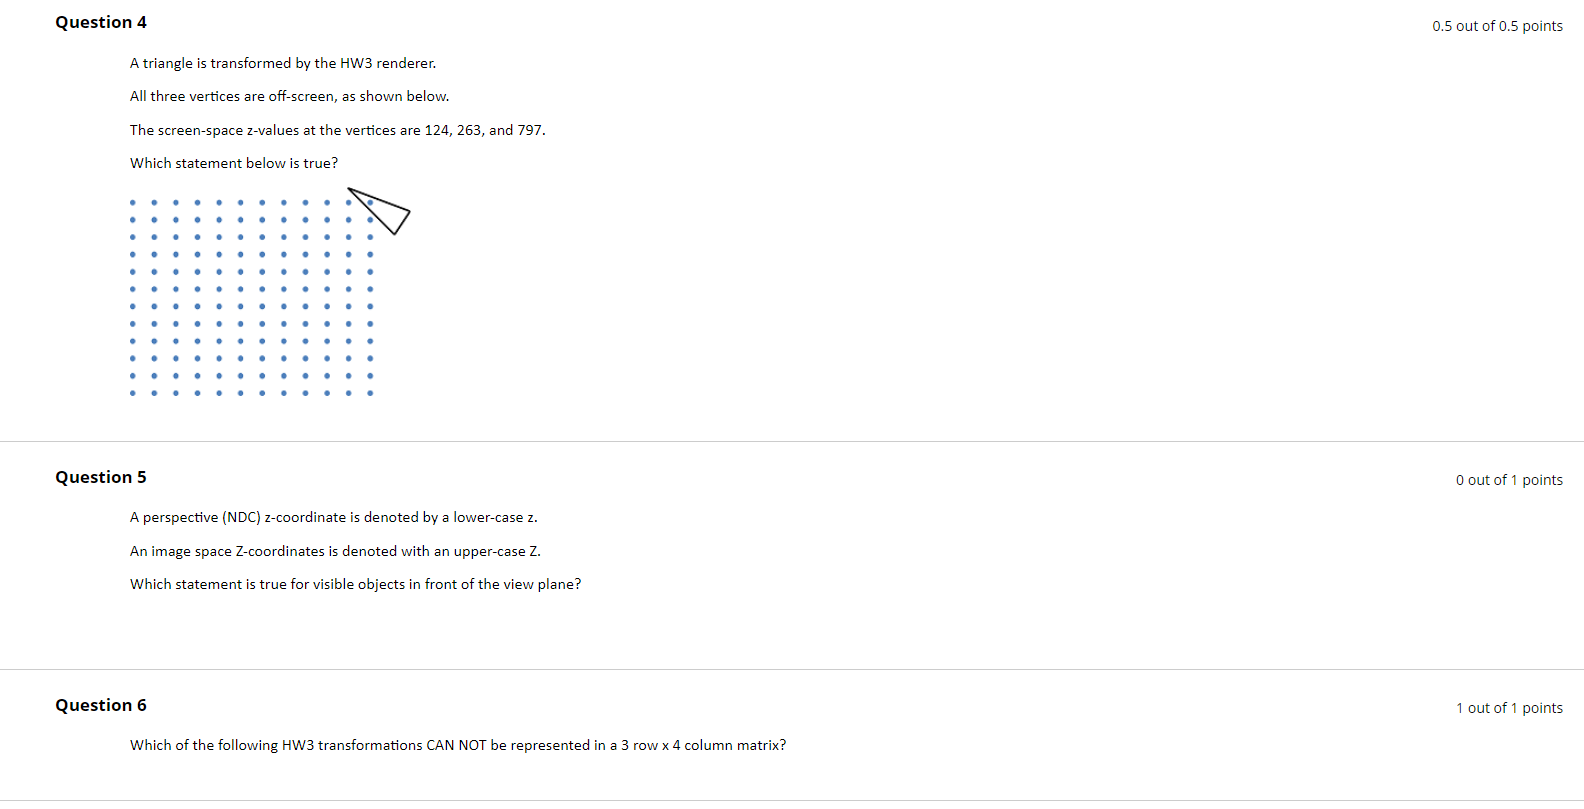 Question 4
0.5 out of 0.5 points
A triangle is transformed by the HW3 renderer.
All three vertices are off-screen, as shown below.
The screen-space z-values at the vertices are 124, 263, and 797.
Which statement below is true?
Question 5
0 out of 1 points
A perspective (NDC) z-coordinate is denoted by a lower-case z.
An image space Z-coordinates is denoted with an upper-case Z.
Which statement is true for visible objects in front of the view plane?
Question 6
1 out of 1 points
Which of the following HW3 transformations CAN NOT be represented in a 3 row x 4 column matrix?